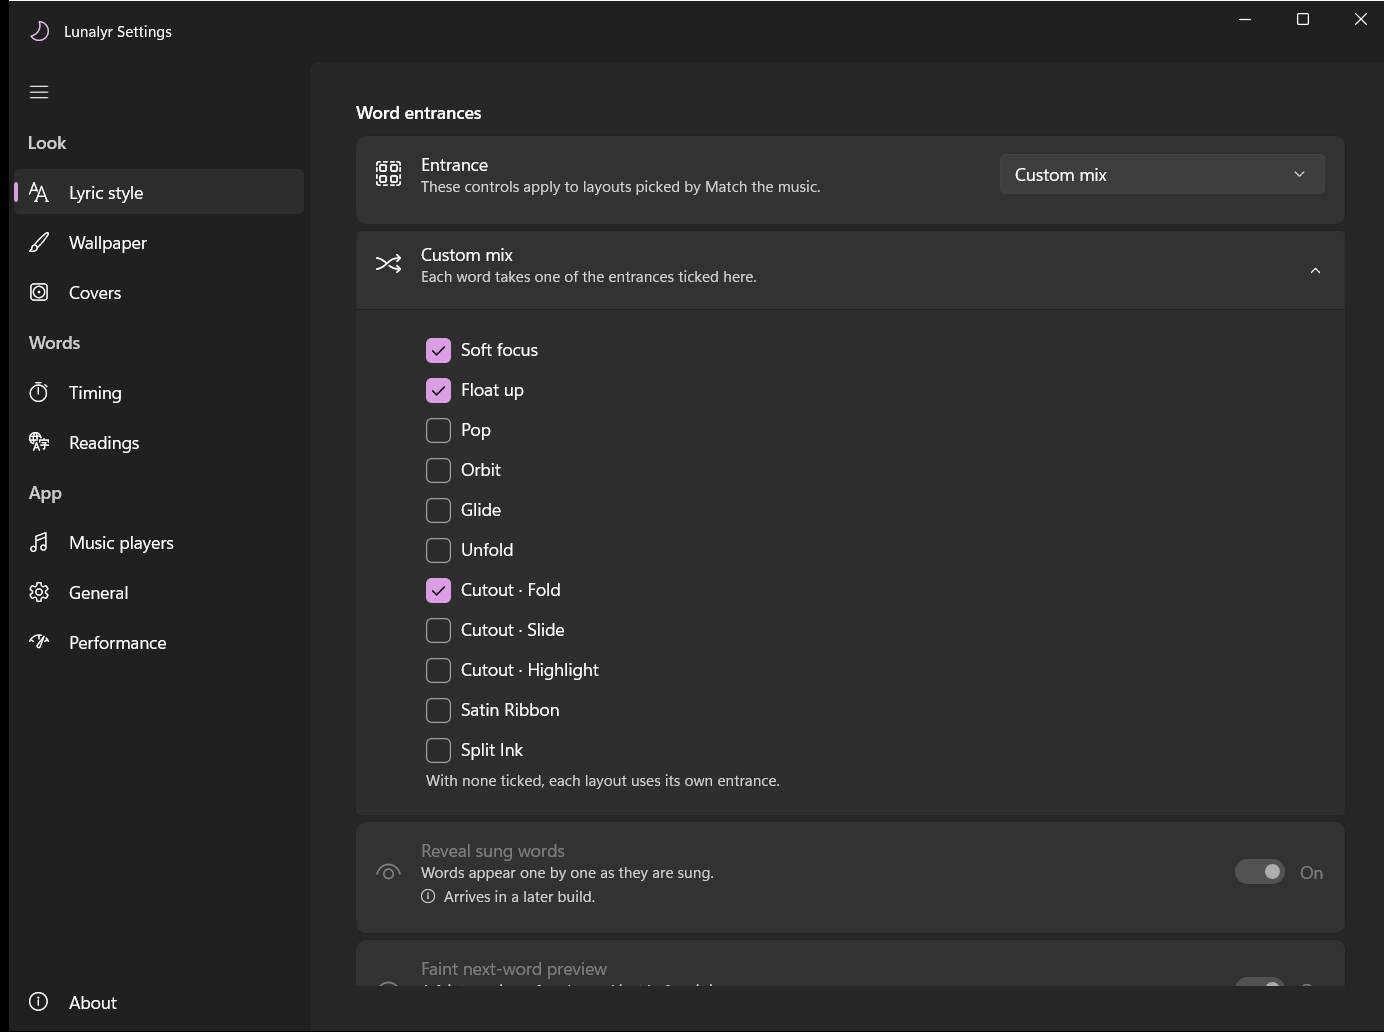 Lunalyr Settings
Look
Lyric style
Wallpaper
Covers
Words
Timing
Readings
App
Music players
General
Performance
About
Word entrances
Entrance
These controls apply to layouts picked by Match the music.
Custom mix
Custom mix
Each word takes one of the entrances ticked here.
Soft focus
Float up
Pop
Orbit
Glide
Unfold
Cutout · Fold
Cutout · Slide
Cutout · Highlight
Satin Ribbon
Split Ink
With none ticked, each layout uses its own entrance.
Reveal sung words
Words appear one by one as they are sung.
Arrives in a later build.
On
Faint next-word preview